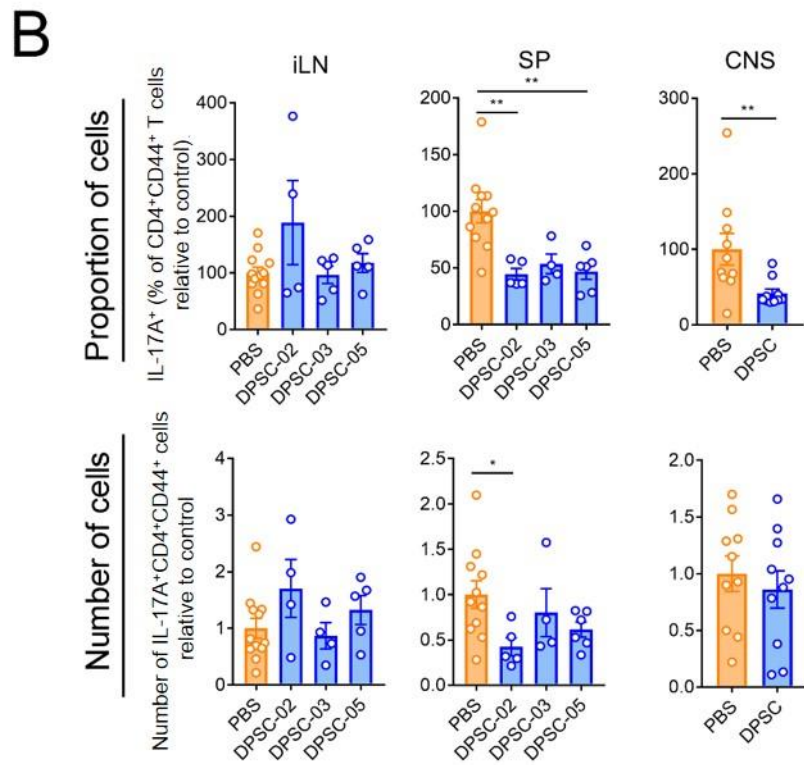 B
iLN
SP
CNS
Proportion of cells
IL-17A⁺ (% of CD4⁺CD44⁺ T cells
relative to control)
400
300
200
100
0
PBS
DPSC-02
DPSC-03
DPSC-05
200
150
100
50
0
**
**
PBS
DPSC-02
DPSC-03
DPSC-05
300
200
100
0
**
PBS
DPSC
Number of cells
Number of IL-17A⁺CD4⁺CD44⁺ cells
relative to control
4
3
2
1
0
PBS
DPSC-02
DPSC-03
DPSC-05
2.5
2.0
1.5
1.0
0.5
0.0
*
PBS
DPSC-02
DPSC-03
DPSC-05
2.0
1.5
1.0
0.5
0.0
PBS
DPSC